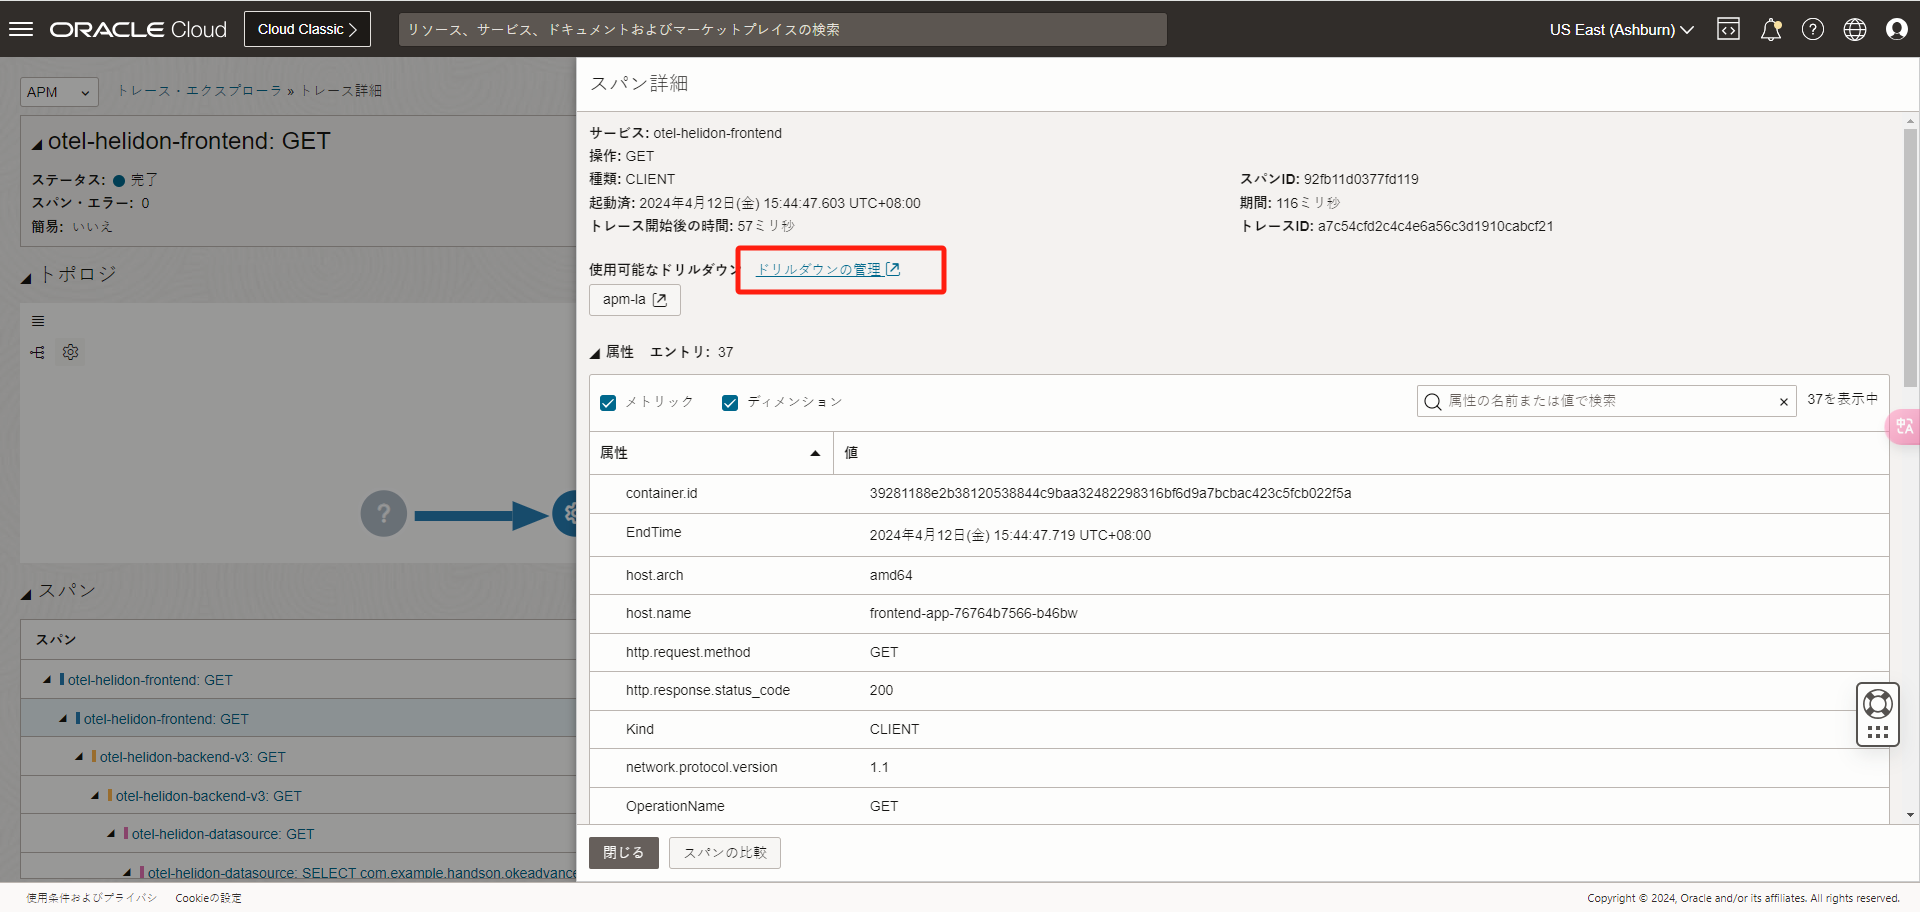 ORACLE Cloud
Cloud Classic
リソース、サービス、ドキュメントおよびマーケットプレイスの検索
US East (Ashburn)
APM
トレース・エクスプローラ » トレース詳細
otel-helidon-frontend: GET
ステータス: 完了
スパン・エラー: 0
簡易: いいえ
トポロジ
?
スパン
スパン
otel-helidon-frontend: GET
otel-helidon-frontend: GET
otel-helidon-backend-v3: GET
otel-helidon-backend-v3: GET
otel-helidon-datasource: GET
otel-helidon-datasource: SELECT com.example.handson.okeadvance
スパン詳細
サービス: otel-helidon-frontend
操作: GET
種類: CLIENT
起動済: 2024年4月12日(金) 15:44:47.603 UTC+08:00
トレース開始後の時間: 57ミリ秒
スパンID: 92fb11d0377fd119
期間: 116ミリ秒
トレースID: a7c54cfd2c4c4e6a56c3d1910cabcf21
使用可能なドリルダウン ドリルダウンの管理
apm-la
属性 エントリ: 37
メトリック ディメンション
属性の名前または値で検索 ×
37を表示中
属性 値
container.id 39281188e2b38120538844c9baa32482298316bf6d9a7bcbac423c5fcb022f5a
EndTime 2024年4月12日(金) 15:44:47.719 UTC+08:00
host.arch amd64
host.name frontend-app-76764b7566-b46bw
http.request.method GET
http.response.status_code 200
Kind CLIENT
network.protocol.version 1.1
OperationName GET
閉じる
スパンの比較
使用条件およびプライバシ Cookieの設定
Copyright © 2024, Oracle and/or its affiliates. All rights reserved.